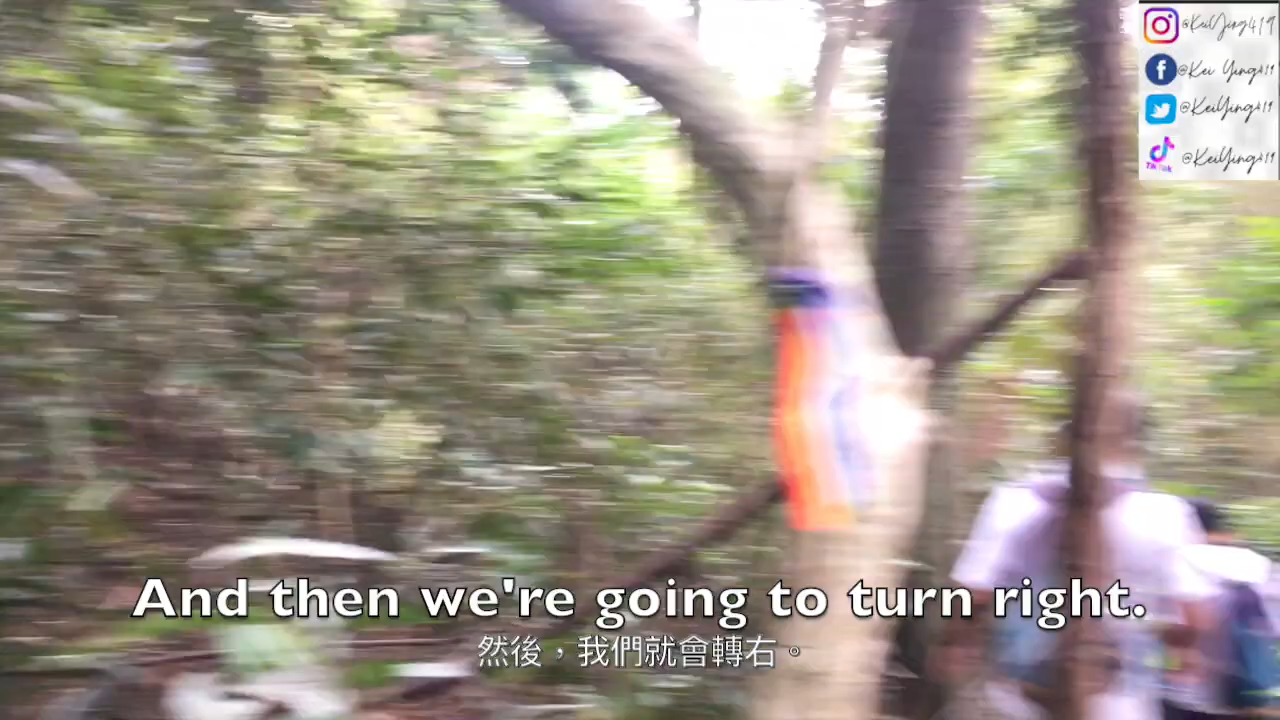 @KeiYing419
@Kei Ying419
@KeiYing419
TikTok
@KeiYing419
And then we're going to turn right.
然後，我們就會轉右。